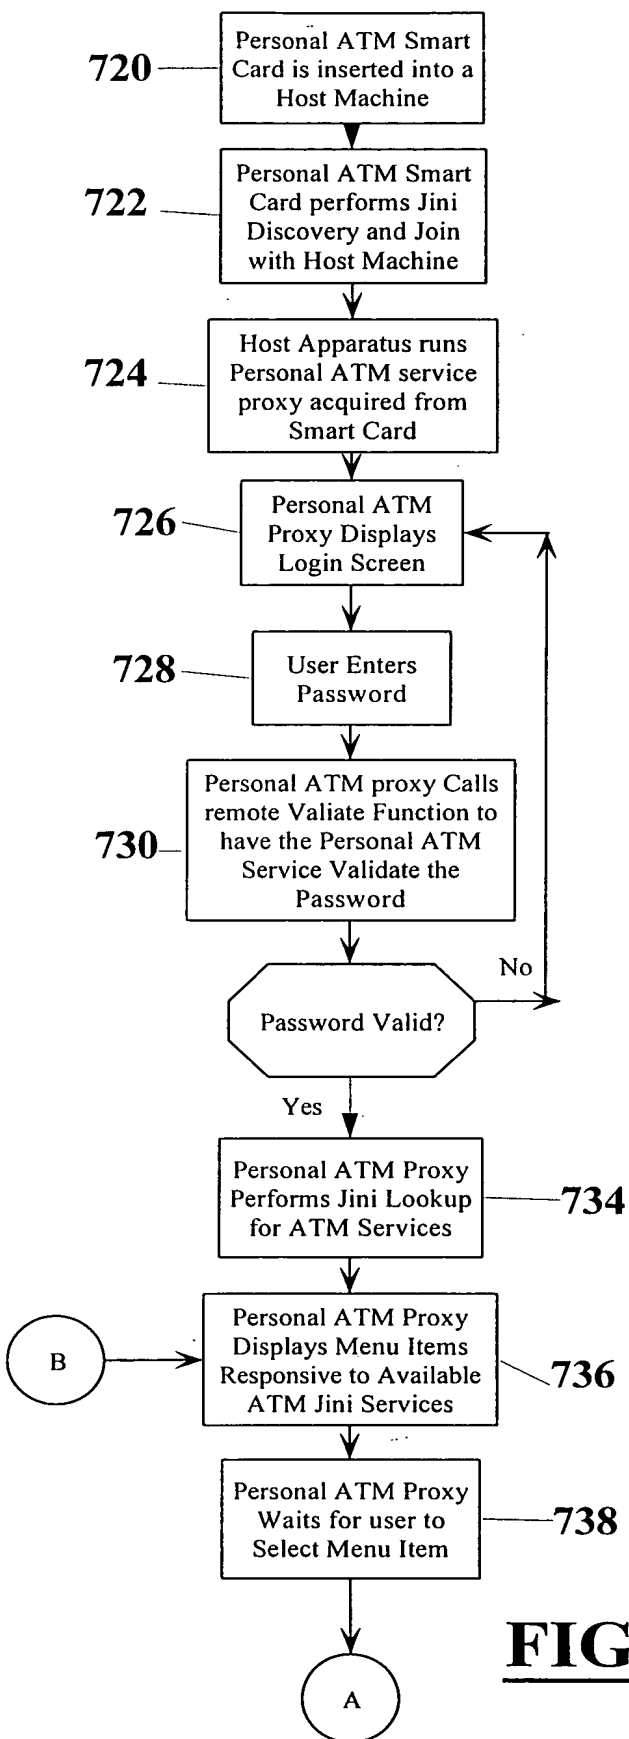 720
Personal ATM Smart
Card is inserted into a
Host Machine
722
Personal ATM Smart
Card performs Jini
Discovery and Join
with Host Machine
724
Host Apparatus runs
Personal ATM service
proxy acquired from
Smart Card
726
Personal ATM
Proxy Displays
Login Screen
728
User Enters
Password
730
Personal ATM proxy Calls
remote Valiate Function to
have the Personal ATM
Service Validate the
Password
No
Password Valid?
Yes
Personal ATM Proxy
Performs Jini Lookup
for ATM Services
734
B
Personal ATM Proxy
Displays Menu Items
Responsive to Available
ATM Jini Services
736
Personal ATM Proxy
Waits for user to
Select Menu Item
738
FIG
A